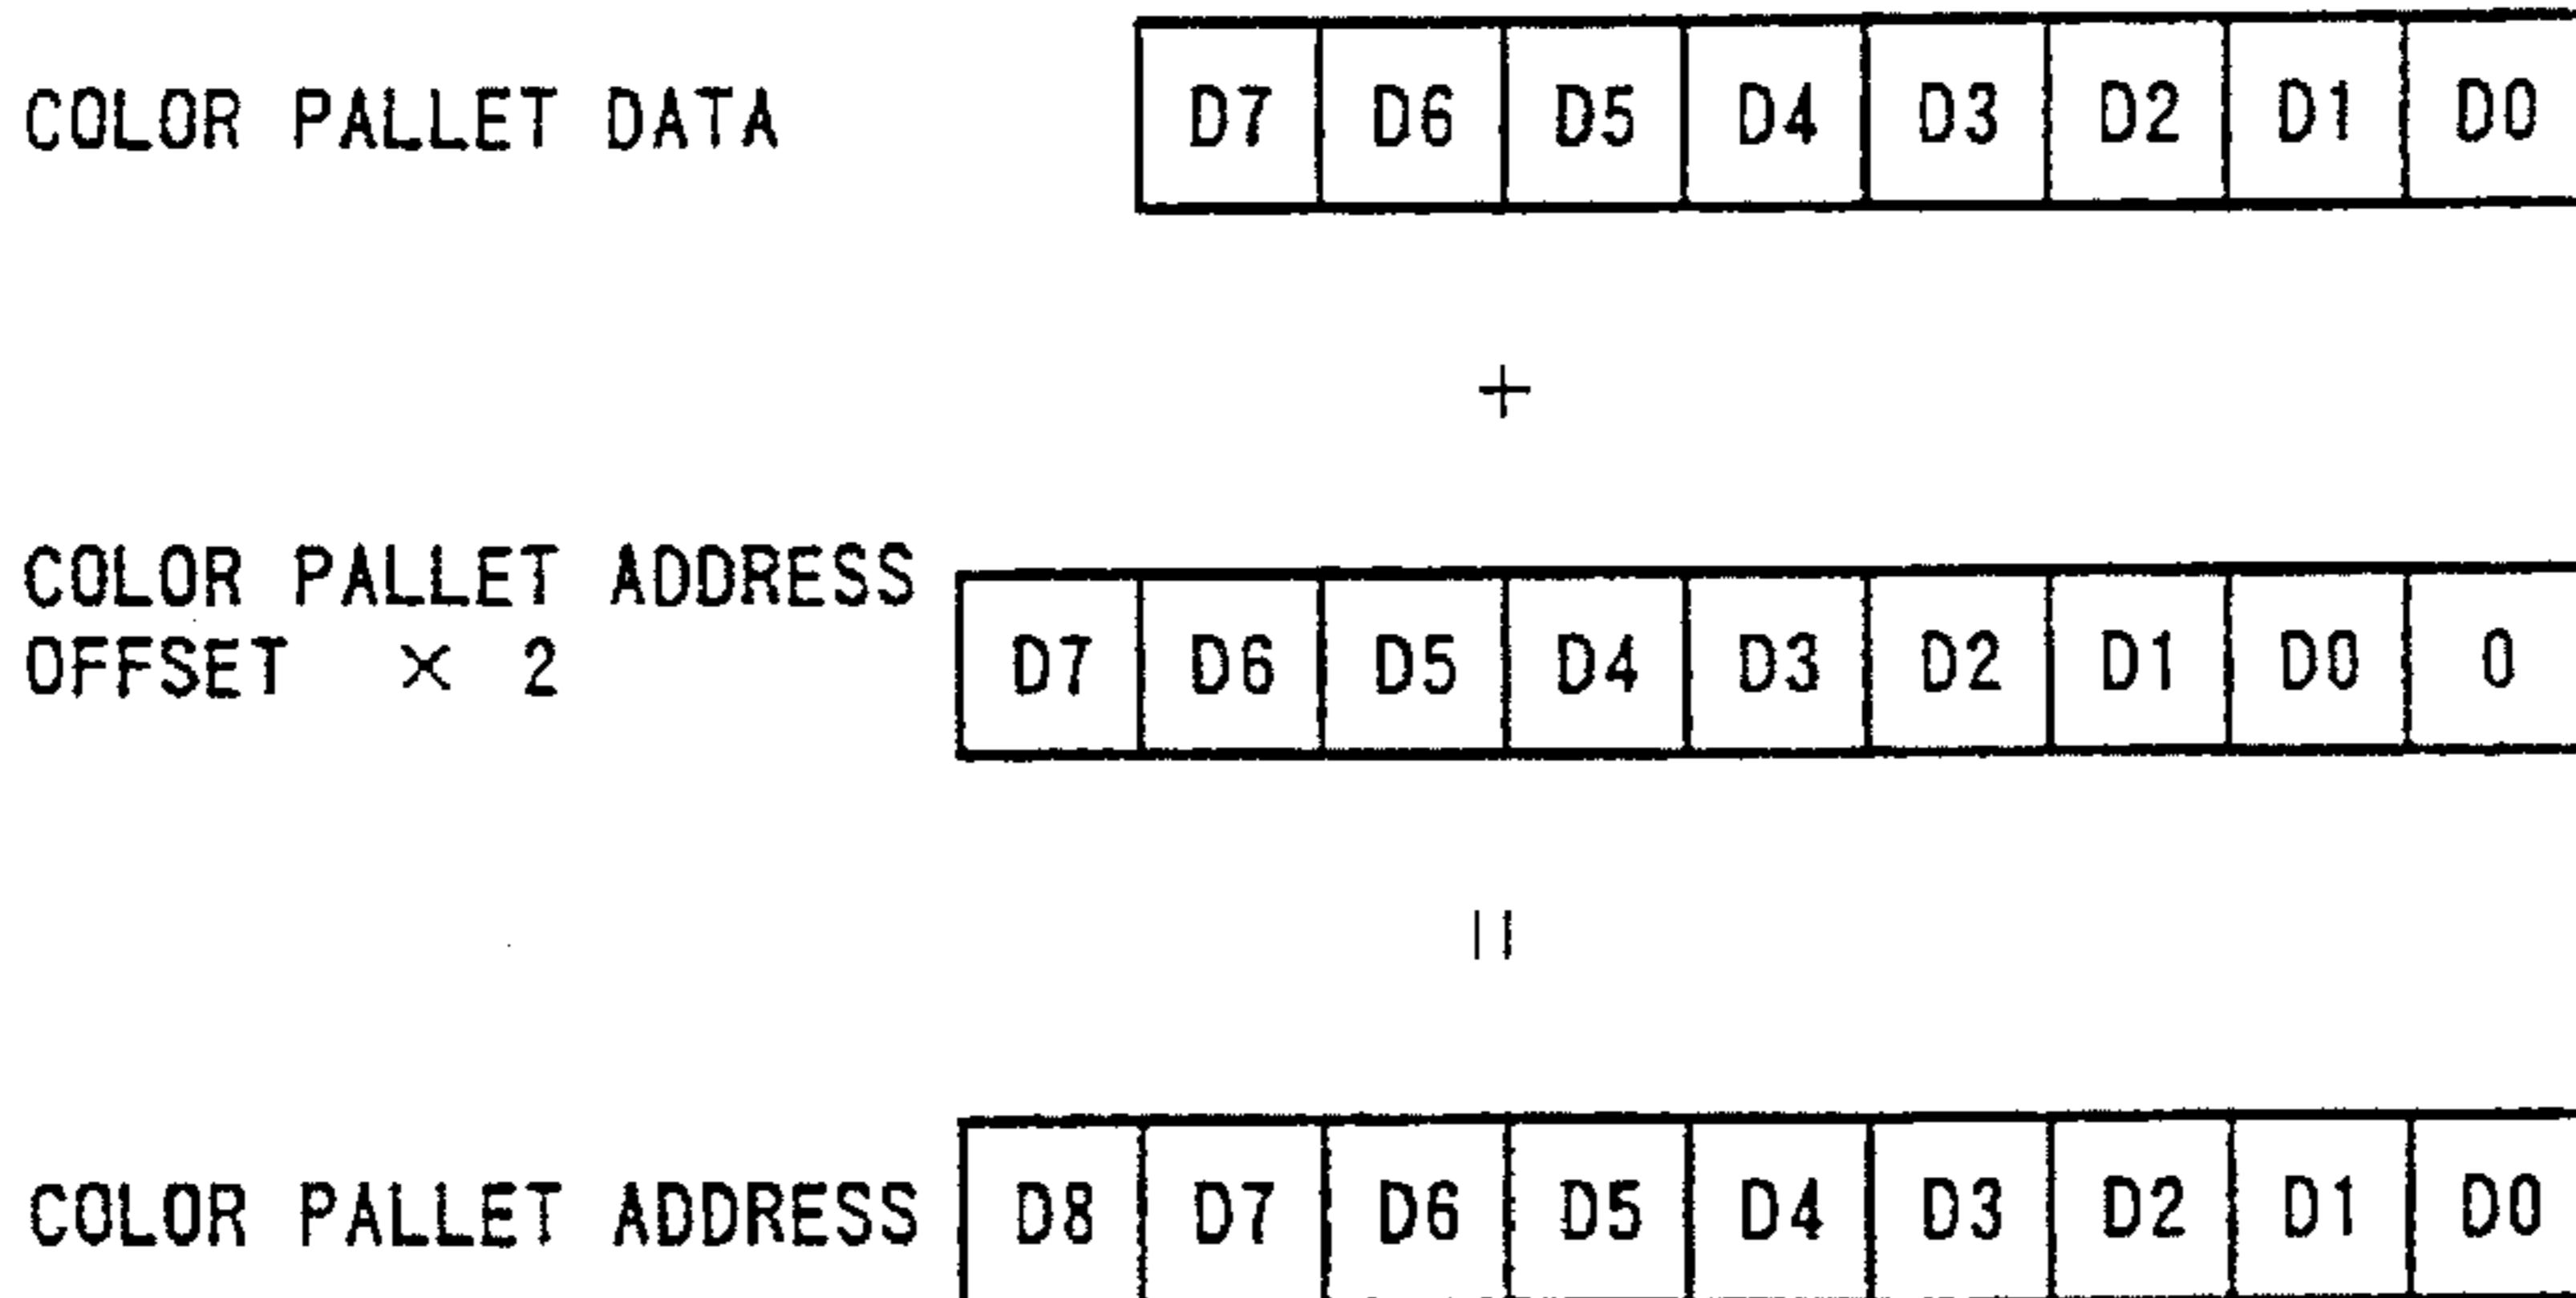 COLOR PALLET DATA D7 D6 D5 D4 D3 D2 D1 D0
+
COLOR PALLET ADDRESS
OFFSET × 2 D7 D6 D5 D4 D3 D2 D1 D0 0
=
COLOR PALLET ADDRESS D8 D7 D6 D5 D4 D3 D2 D1 D0